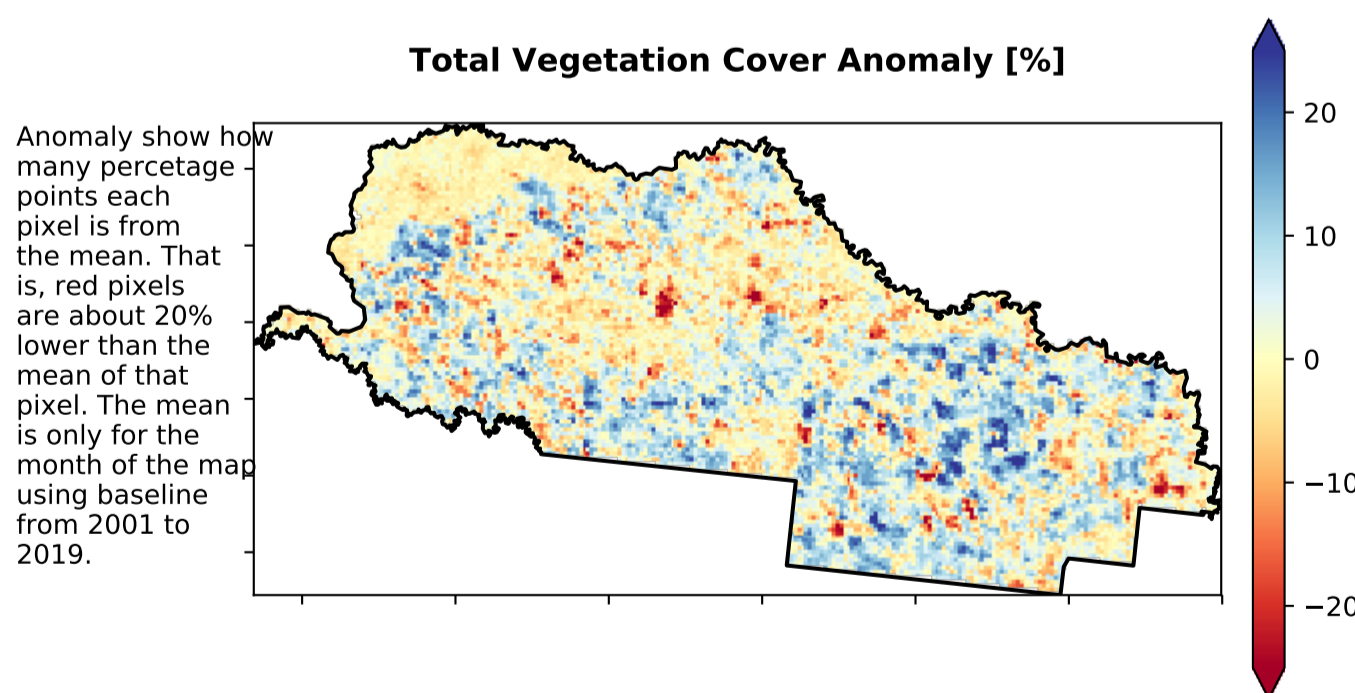 Total Vegetation Cover Anomaly [%]
Anomaly show how
many percetage
points each
pixel is from
the mean. That
is, red pixels
are about 20%
lower than the
mean of that
pixel. The mean
is only for the
month of the map
using baseline
from 2001 to
2019.
20
10
0
−10
−20